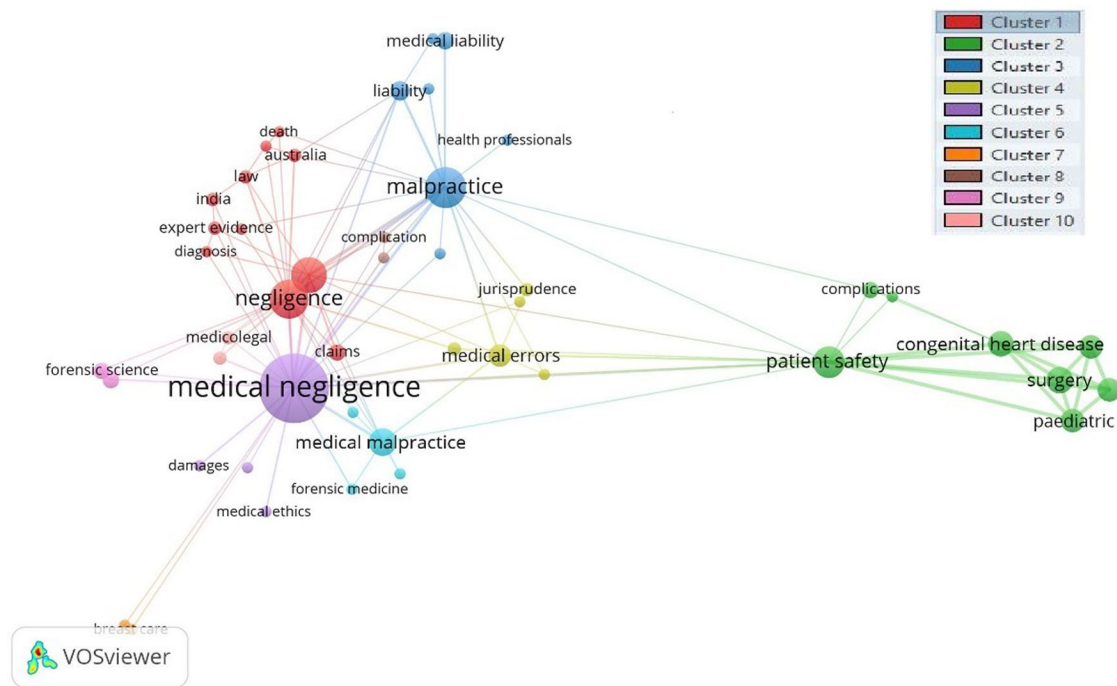 Cluster 1
Cluster 2
Cluster 3
Cluster 4
Cluster 5
Cluster 6
Cluster 7
Cluster 8
Cluster 9
Cluster 10
medical liability
liability
death
health professionals
australia
law
malpractice
india
expert evidence
complication
diagnosis
jurisprudence
complications
negligence
medicolegal
claims
medical errors
congenital heart disease
patient safety
forensic science
surgery
medical negligence
paediatric
medical malpractice
damages
forensic medicine
medical ethics
breast care
VOSviewer